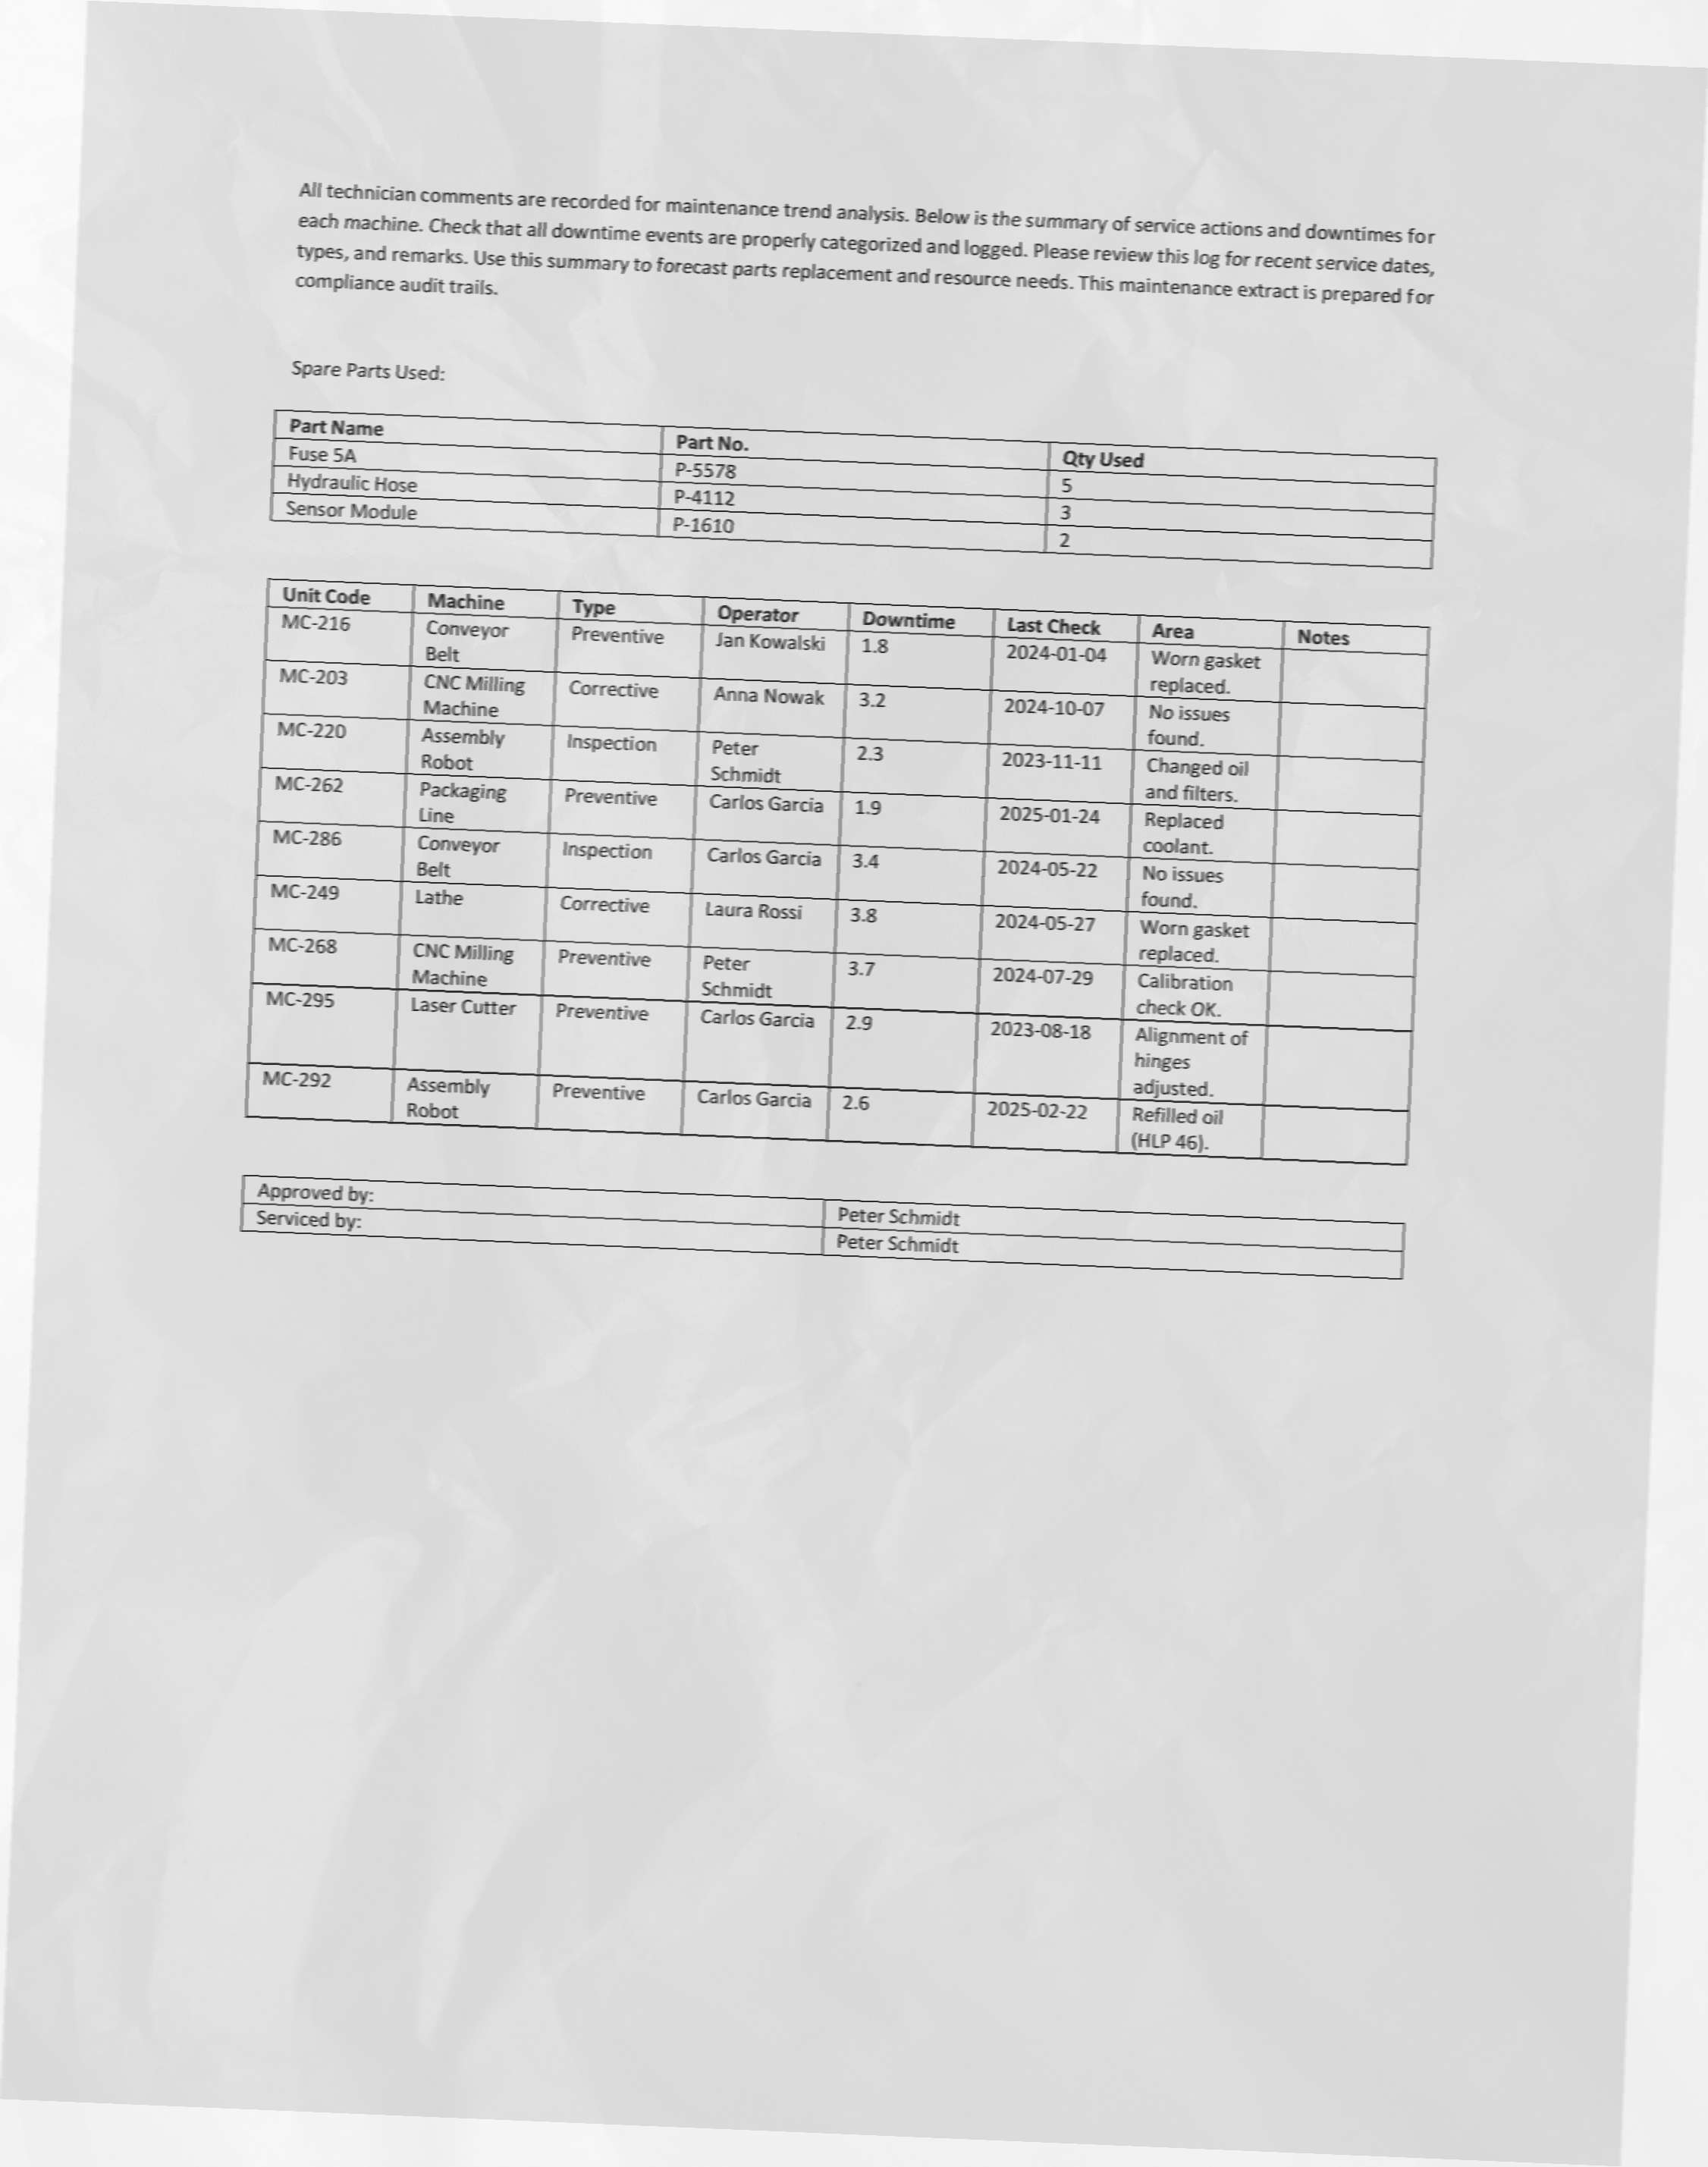 All technician comments are recorded for maintenance trend analysis. Below is the summary of service actions and downtimes for
each machine. Check that all downtime events are properly categorized and logged. Please review this log for recent service dates,
types, and remarks. Use this summary to forecast parts replacement and resource needs. This maintenance extract is prepared for
compliance audit trails.
Spare Parts Used:
Part Name Part No. Qty Used
Fuse 5A P-5578 5
Hydraulic Hose P-4112 3
Sensor Module P-1610 2
Unit Code Machine Type Operator Downtime Last Check Area Notes
MC-216 Conveyor Preventive Jan Kowalski 1.8 2024-01-04 Worn gasket
Belt replaced.
MC-203 CNC Milling Corrective Anna Nowak 3.2 2024-10-07 No issues
Machine found.
MC-220 Assembly Inspection Peter 2.3 2023-11-11 Changed oil
Robot Schmidt and filters.
MC-262 Packaging Preventive Carlos Garcia 1.9 2025-01-24 Replaced
Line coolant.
MC-286 Conveyor Inspection Carlos Garcia 3.4 2024-05-22 No issues
Belt found.
MC-249 Lathe Corrective Laura Rossi 3.8 2024-05-27 Worn gasket
replaced.
MC-268 CNC Milling Preventive Peter 3.7 2024-07-29 Calibration
Machine Schmidt check OK.
MC-295 Laser Cutter Preventive Carlos Garcia 2.9 2023-08-18 Alignment of
hinges
adjusted.
MC-292 Assembly Preventive Carlos Garcia 2.6 2025-02-22 Refilled oil
Robot (HLP 46).
Approved by: Peter Schmidt
Serviced by: Peter Schmidt